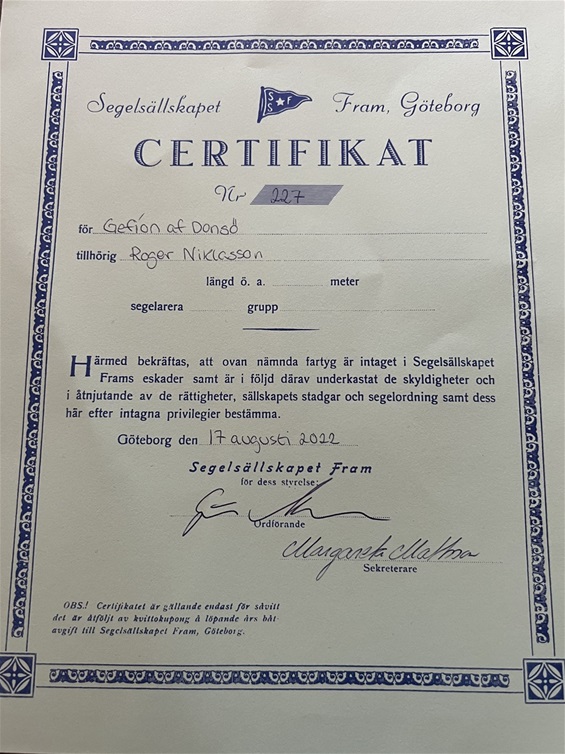 Segelsällskapet SSF Fram, Göteborg
CERTIFIKAT
Nr 227
för Gefion af Donsö
tillhörig Roger Niklasson
längd ö. a. meter
segelarera grupp
Härmed bekräftas, att ovan nämnda fartyg är intaget i Segelsällskapet
Frams eskader samt är i följd därav underkastat de skyldigheter och
i åtnjutande av de rättigheter, sällskapets stadgar och segelordning samt dess
här efter intagna privilegier bestämma.
Göteborg den 17 augusti 2022
Segelsällskapet Fram
för dess styrelse:
Ordförande
Margareta
Sekreterare
OBS.! Certifikatet är gällande endast för såvitt
det är åtföljt av kvittokupong å löpande års båt-
avgift till Segelsällskapet Fram, Göteborg.